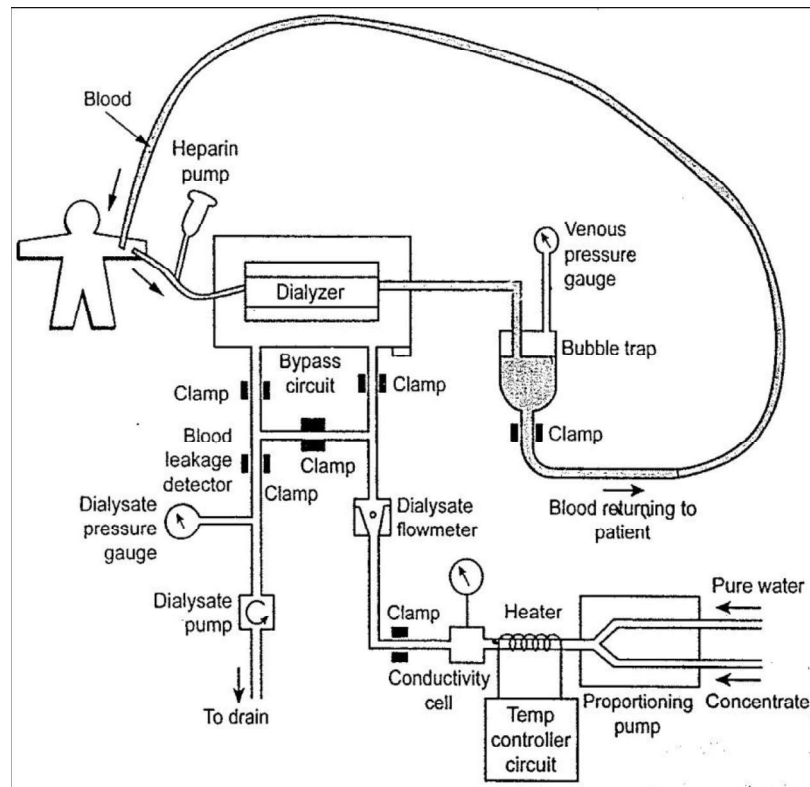 Blood
Heparin
pump
Venous
pressure
gauge
Dialyzer
Bubble trap
Bypass
circuit
Clamp
Clamp
Clamp
Blood
leakage
detector
Clamp
Clamp
Dialysate
pressure
gauge
Dialysate
flowmeter
Blood returning to
patient
Dialysate
pump
Clamp
Heater
Pure water
Conductivity
cell
To drain
Temp
controller
circuit
Proportioning
pump
Concentrate